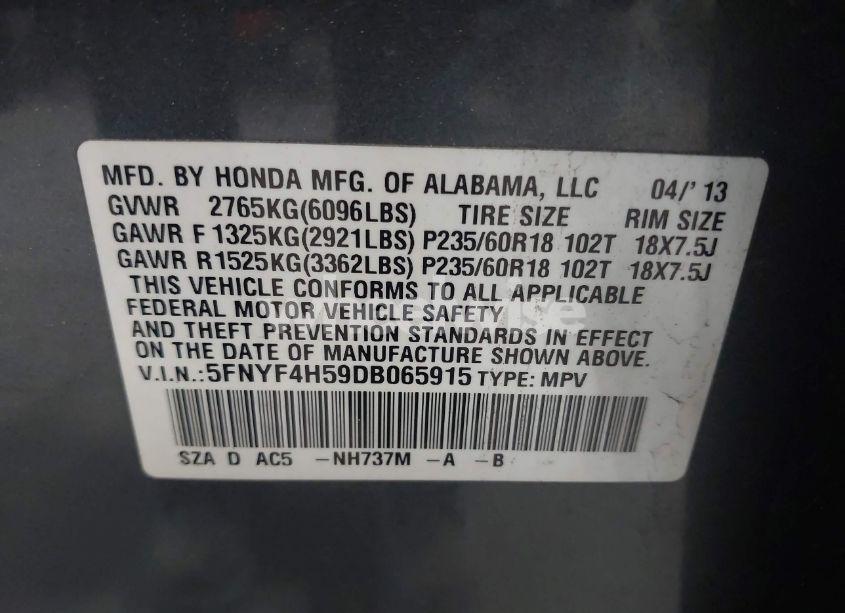 MFD. BY HONDA MFG. OF ALABAMA, LLC 04/'13
GVWR 2765KG(6096LBS) TIRE SIZE RIM SIZE
GAWR F 1325KG(2921LBS) P235/60R18 102T 18X7.5J
GAWR R1525KG(3362LBS) P235/60R18 102T 18X7.5J
THIS VEHICLE CONFORMS TO ALL APPLICABLE
FEDERAL MOTOR VEHICLE SAFETY
AND THEFT PREVENTION STANDARDS IN EFFECT
ON THE DATE OF MANUFACTURE SHOWN ABOVE.
V.I.N.:5FNYF4H59DB065915 TYPE: MPV
SZA D AC5 -NH737M -A -B